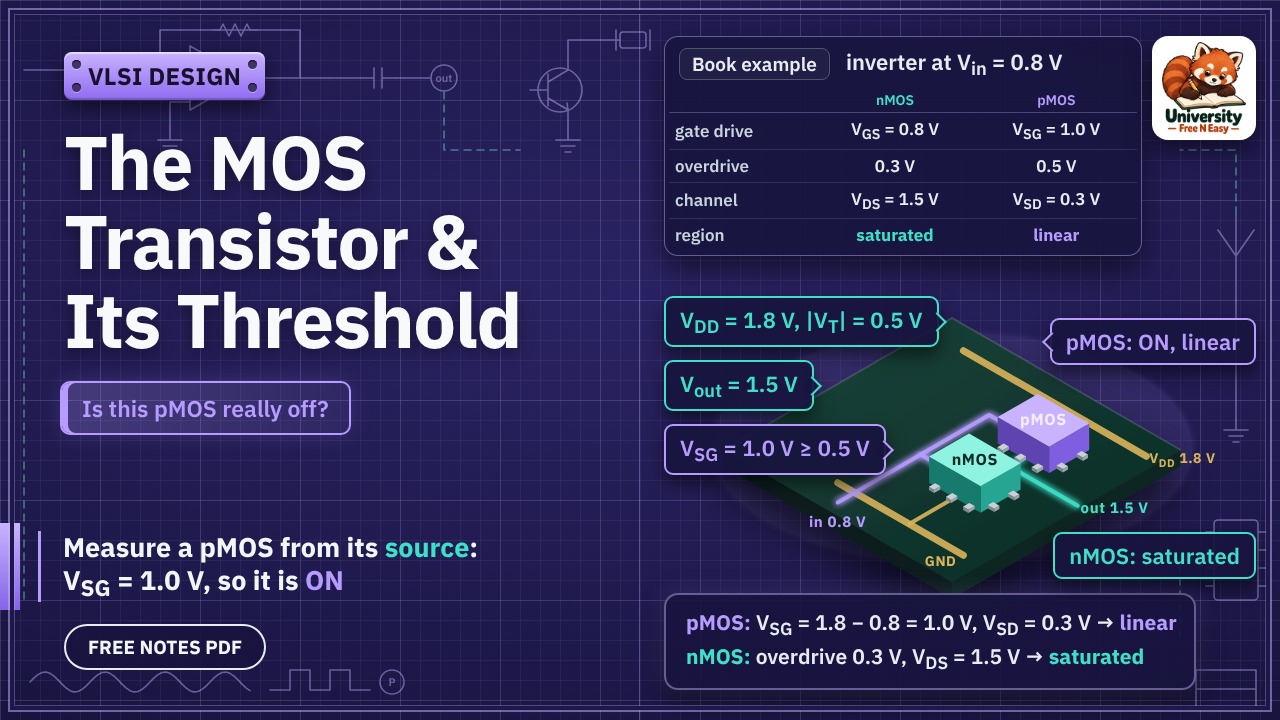 VLSI DESIGN
The MOS
Transistor &
Its Threshold
Is this pMOS really off?
Measure a pMOS from its source:
VSG = 1.0 V, so it is ON
FREE NOTES PDF
out
P
Book example inverter at Vin = 0.8 V
nMOS pMOS
gate drive VGS = 0.8 V VSG = 1.0 V
overdrive 0.3 V 0.5 V
channel VDS = 1.5 V VSD = 0.3 V
region saturated linear
University
Free N Easy
VDD = 1.8 V, |VT| = 0.5 V
Vout = 1.5 V
VSG = 1.0 V ≥ 0.5 V
pMOS: ON, linear
pMOS
nMOS
VDD 1.8 V
out 1.5 V
in 0.8 V
GND
nMOS: saturated
pMOS: VSG = 1.8 − 0.8 = 1.0 V, VSD = 0.3 V → linear
nMOS: overdrive 0.3 V, VDS = 1.5 V → saturated